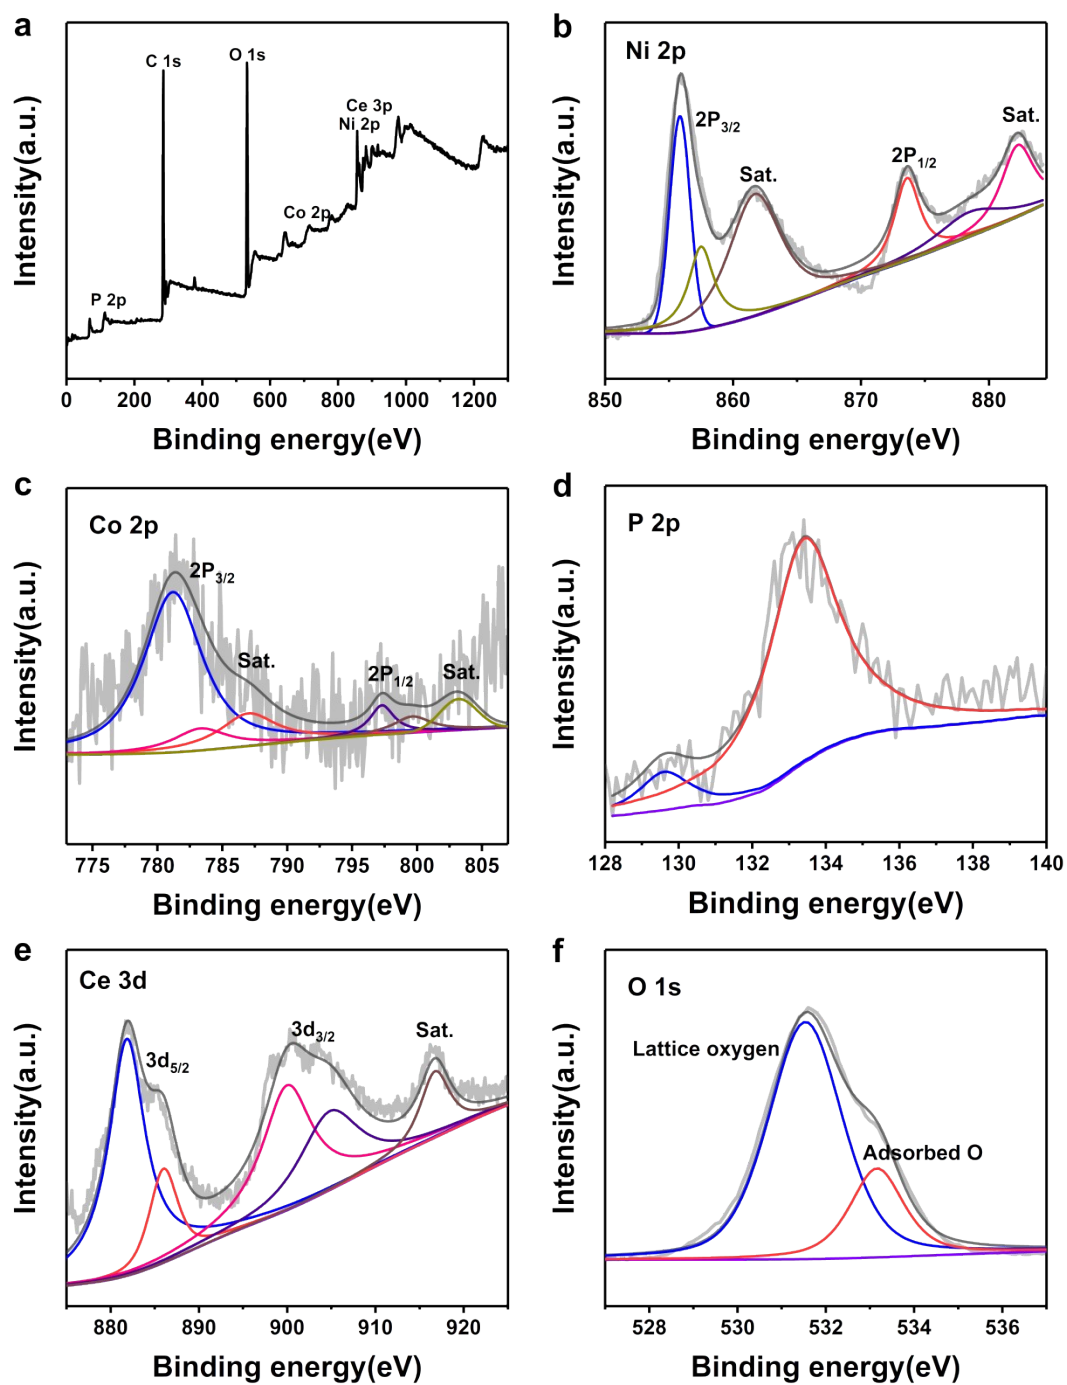 a
Intensity(a.u.)
C 1s
O 1s
Ce 3p
Ni 2p
Co 2p
P 2p
0 200 400 600 800 1000 1200
Binding energy(eV)
b
Intensity(a.u.)
Ni 2p
2P3/2
Sat.
2P1/2
Sat.
850 860 870 880
Binding energy(eV)
c
Intensity(a.u.)
Co 2p
2P3/2
Sat.
2P1/2
Sat.
775 780 785 790 795 800 805
Binding energy(eV)
d
Intensity(a.u.)
P 2p
128 130 132 134 136 138 140
Binding energy(eV)
e
Intensity(a.u.)
Ce 3d
3d5/2
3d3/2
Sat.
880 890 900 910 920
Binding energy(eV)
f
Intensity(a.u.)
O 1s
Lattice oxygen
Adsorbed O
528 530 532 534 536
Binding energy(eV)